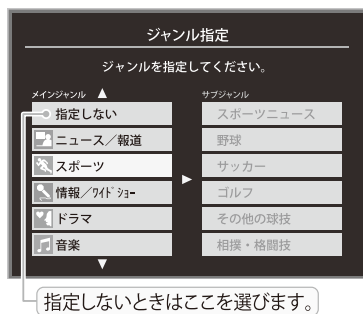 ジャンル指定
ジャンルを指定してください。
メインジャンル
指定しない
ニュース／報道
スポーツ
情報／ﾜｲﾄﾞｼｮｰ
ドラマ
音楽
サブジャンル
スポーツニュース
野球
サッカー
ゴルフ
その他の球技
相撲・格闘技
指定しないときはここを選びます。